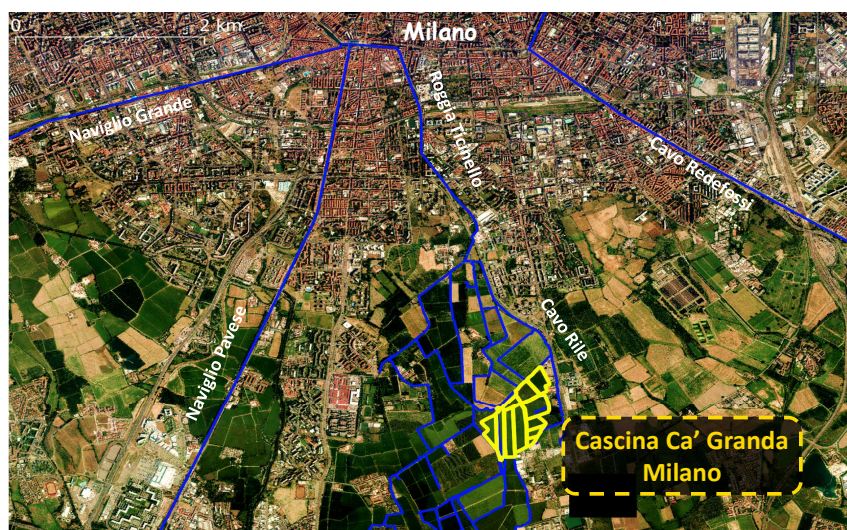 0
2 km
Milano
Naviglio Grande
Roggia Ticinello
Cavo Redefossi
Naviglio Pavese
Cavo Rile
Cascina Ca’ Granda
Milano